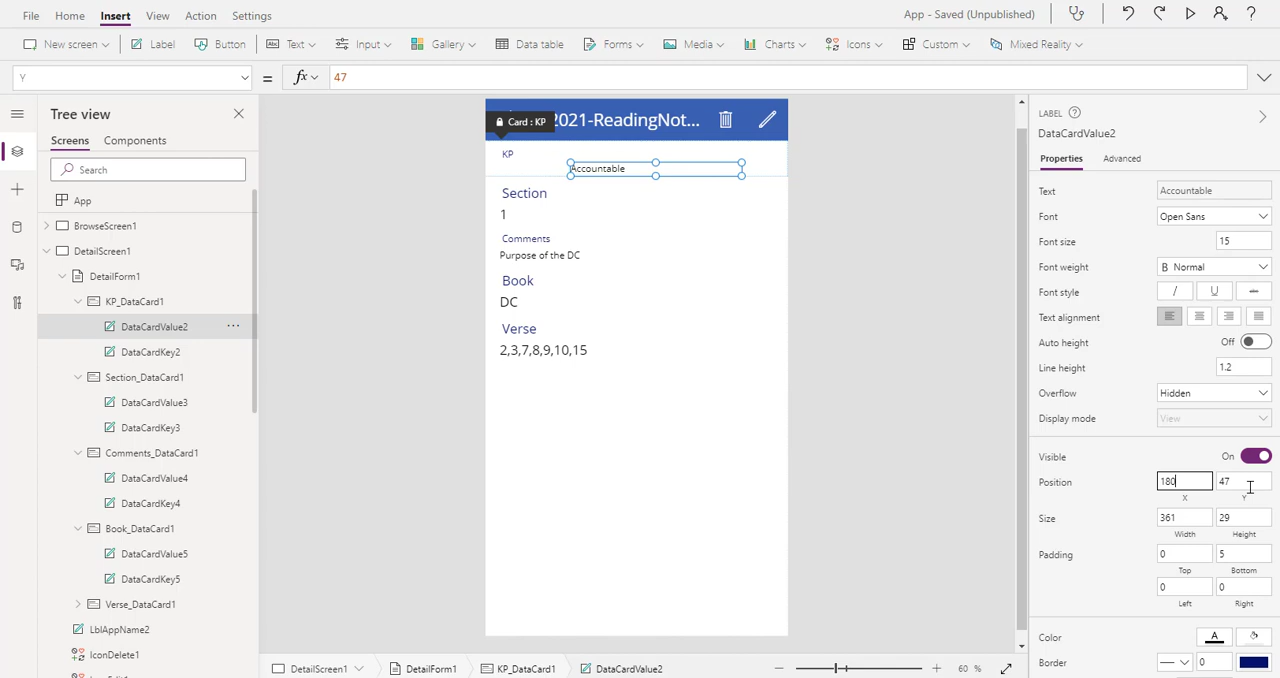 File Home Insert View Action Settings App - Saved (Unpublished)
New screen Label Button Text Input Gallery Data table Forms Media Charts Icons Custom Mixed Reality
Y = fx 47
Tree view
Screens Components
Search
App
BrowseScreen1
DetailScreen1
DetailForm1
KP_DataCard1
DataCardValue2 ...
DataCardKey2
Section_DataCard1
DataCardValue3
DataCardKey3
Comments_DataCard1
DataCardValue4
DataCardKey4
Book_DataCard1
DataCardValue5
DataCardKey5
Verse_DataCard1
LblAppName2
IconDelete1
Card : KP
2021-ReadingNot...
KP
Accountable
Section
1
Comments
Purpose of the DC
Book
DC
Verse
2,3,7,8,9,10,15
DetailScreen1 DetailForm1 KP_DataCard1 DataCardValue2 60 %
LABEL
DataCardValue2
Properties Advanced
Text Accountable
Font Open Sans
Font size 15
Font weight B Normal
Font style
Text alignment
Auto height Off
Line height 1.2
Overflow Hidden
Display mode View
Visible On
Position 180 47
X Y
Size 361 29
Width Height
Padding 0 5
Top Bottom
0 0
Left Right
Color A
Border 0